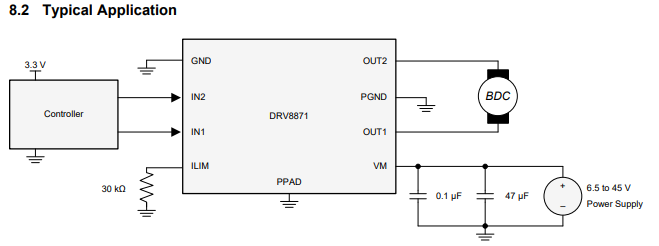 8.2 Typical Application
3.3 V
Controller
GND
IN2
IN1
ILIM
DRV8871
PPAD
OUT2
PGND
OUT1
VM
30 kΩ
BDC
0.1 µF
47 µF
+
–
6.5 to 45 V
Power Supply